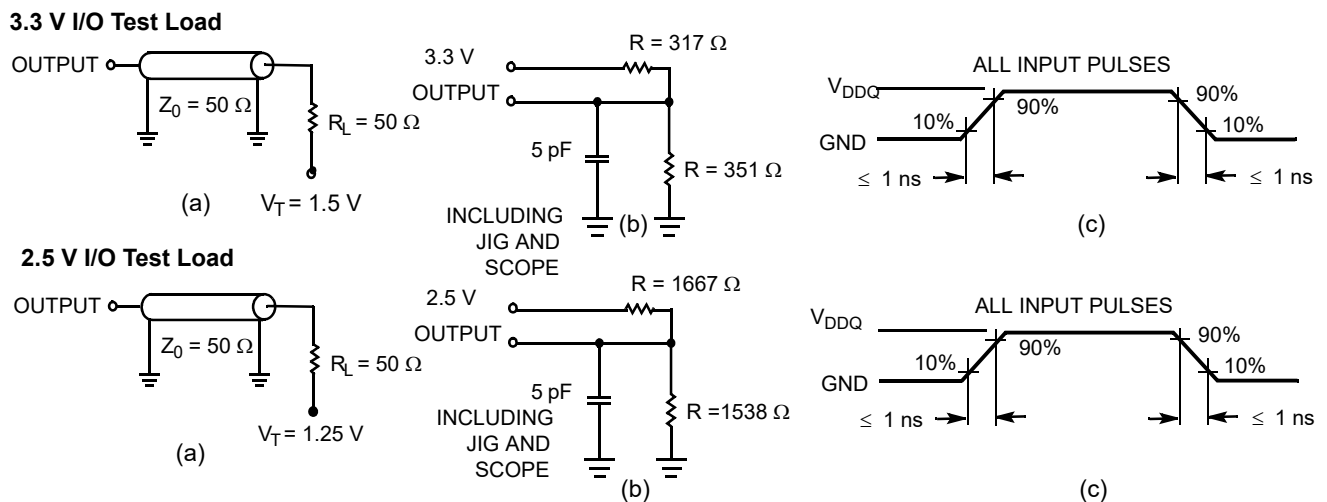 3.3 V I/O Test Load
OUTPUT
Z0 = 50 Ω
RL = 50 Ω
VT = 1.5 V
(a)
3.3 V
OUTPUT
R = 317 Ω
5 pF
R = 351 Ω
INCLUDING
JIG AND
SCOPE
(b)
ALL INPUT PULSES
VDDQ
GND
10%
90%
90%
10%
≤ 1 ns
≤ 1 ns
(c)
2.5 V I/O Test Load
OUTPUT
Z0 = 50 Ω
RL = 50 Ω
VT = 1.25 V
(a)
2.5 V
OUTPUT
R = 1667 Ω
5 pF
R =1538 Ω
INCLUDING
JIG AND
SCOPE
(b)
ALL INPUT PULSES
VDDQ
GND
10%
90%
90%
10%
≤ 1 ns
≤ 1 ns
(c)